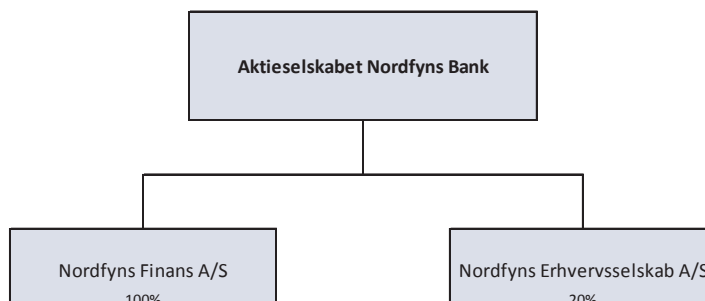 Aktieselskabet Nordfyns Bank
Nordfyns Finans A/S
100%
Nordfyns Erhvervsselskab A/S
20%